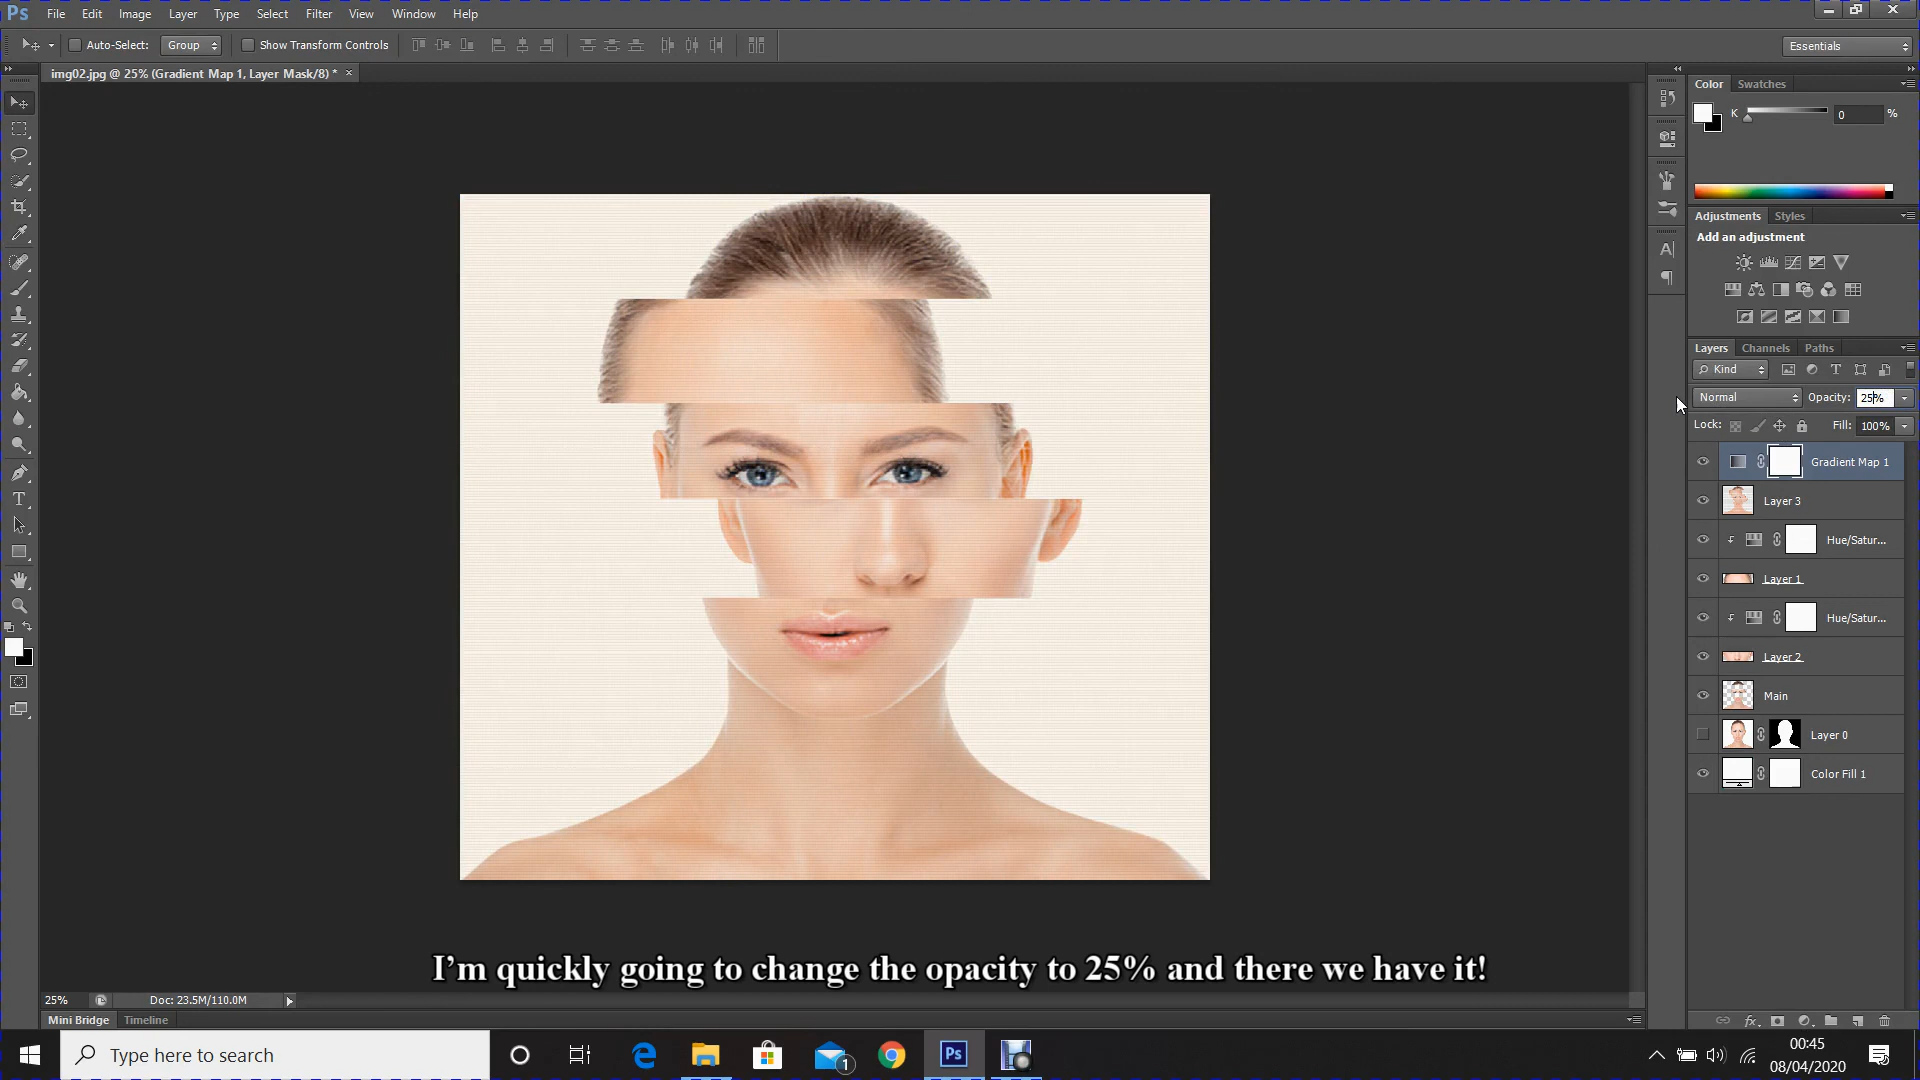 Ps File Edit Image Layer Type Select Filter View Window Help
Auto-Select: Group Show Transform Controls Essentials
img02.jpg @ 25% (Gradient Map 1, Layer Mask/8) * ×
Color Swatches
K 0 %
Adjustments Styles
Add an adjustment
Layers Channels Paths
Kind
Normal Opacity: 25%
Lock: Fill: 100%
Gradient Map 1
Layer 3
Hue/Satur...
Layer 1
Hue/Satur...
Layer 2
Main
Layer 0
Color Fill 1
I’m quickly going to change the opacity to 25% and there we have it!
25% Doc: 23.5M/110.0M
Mini Bridge Timeline
Type here to search
1
Ps
00:45
08/04/2020